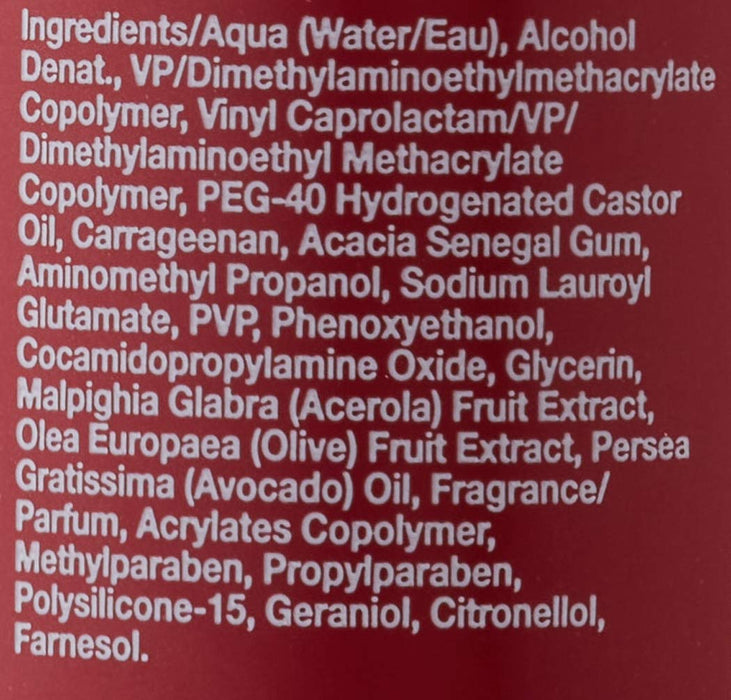 Ingredients/Aqua (Water/Eau), Alcohol
Denat., VP/Dimethylaminoethylmethacrylate
Copolymer, Vinyl Caprolactam/VP/
Dimethylaminoethyl Methacrylate
Copolymer, PEG-40 Hydrogenated Castor
Oil, Carrageenan, Acacia Senegal Gum,
Aminomethyl Propanol, Sodium Lauroyl
Glutamate, PVP, Phenoxyethanol,
Cocamidopropylamine Oxide, Glycerin,
Malpighia Glabra (Acerola) Fruit Extract,
Olea Europaea (Olive) Fruit Extract, Persea
Gratissima (Avocado) Oil, Fragrance/
Parfum, Acrylates Copolymer,
Methylparaben, Propylparaben,
Polysilicone-15, Geraniol, Citronellol,
Farnesol.